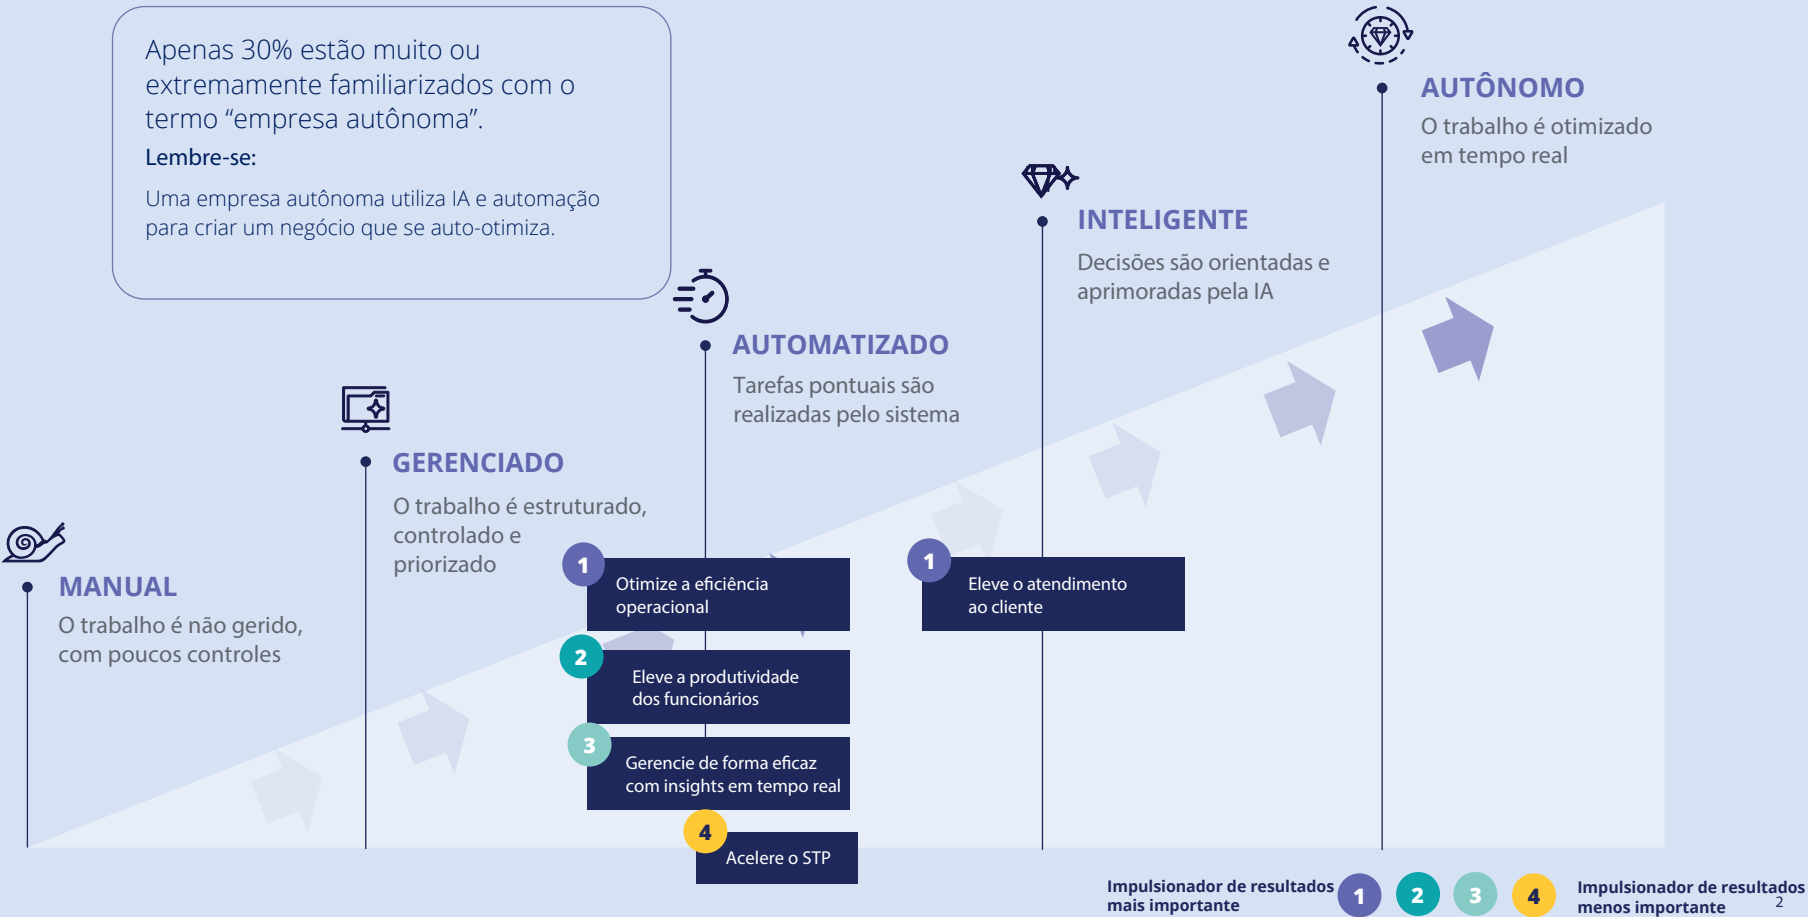 Apenas 30% estão muito ou
extremamente familiarizados com o
termo “empresa autônoma”.
Lembre-se:
Uma empresa autônoma utiliza IA e automação
para criar um negócio que se auto-otimiza.
MANUAL
O trabalho é não gerido,
com poucos controles
GERENCIADO
O trabalho é estruturado,
controlado e
priorizado
AUTOMATIZADO
Tarefas pontuais são
realizadas pelo sistema
1
Otimize a eficiência
operacional
2
Eleve a produtividade
dos funcionários
3
Gerencie de forma eficaz
com insights em tempo real
4
Acelere o STP
INTELIGENTE
Decisões são orientadas e
aprimoradas pela IA
1
Eleve o atendimento
ao cliente
AUTÔNOMO
O trabalho é otimizado
em tempo real
Impulsionador de resultados
mais importante
1 2 3 4
Impulsionador de resultados
menos importante
2